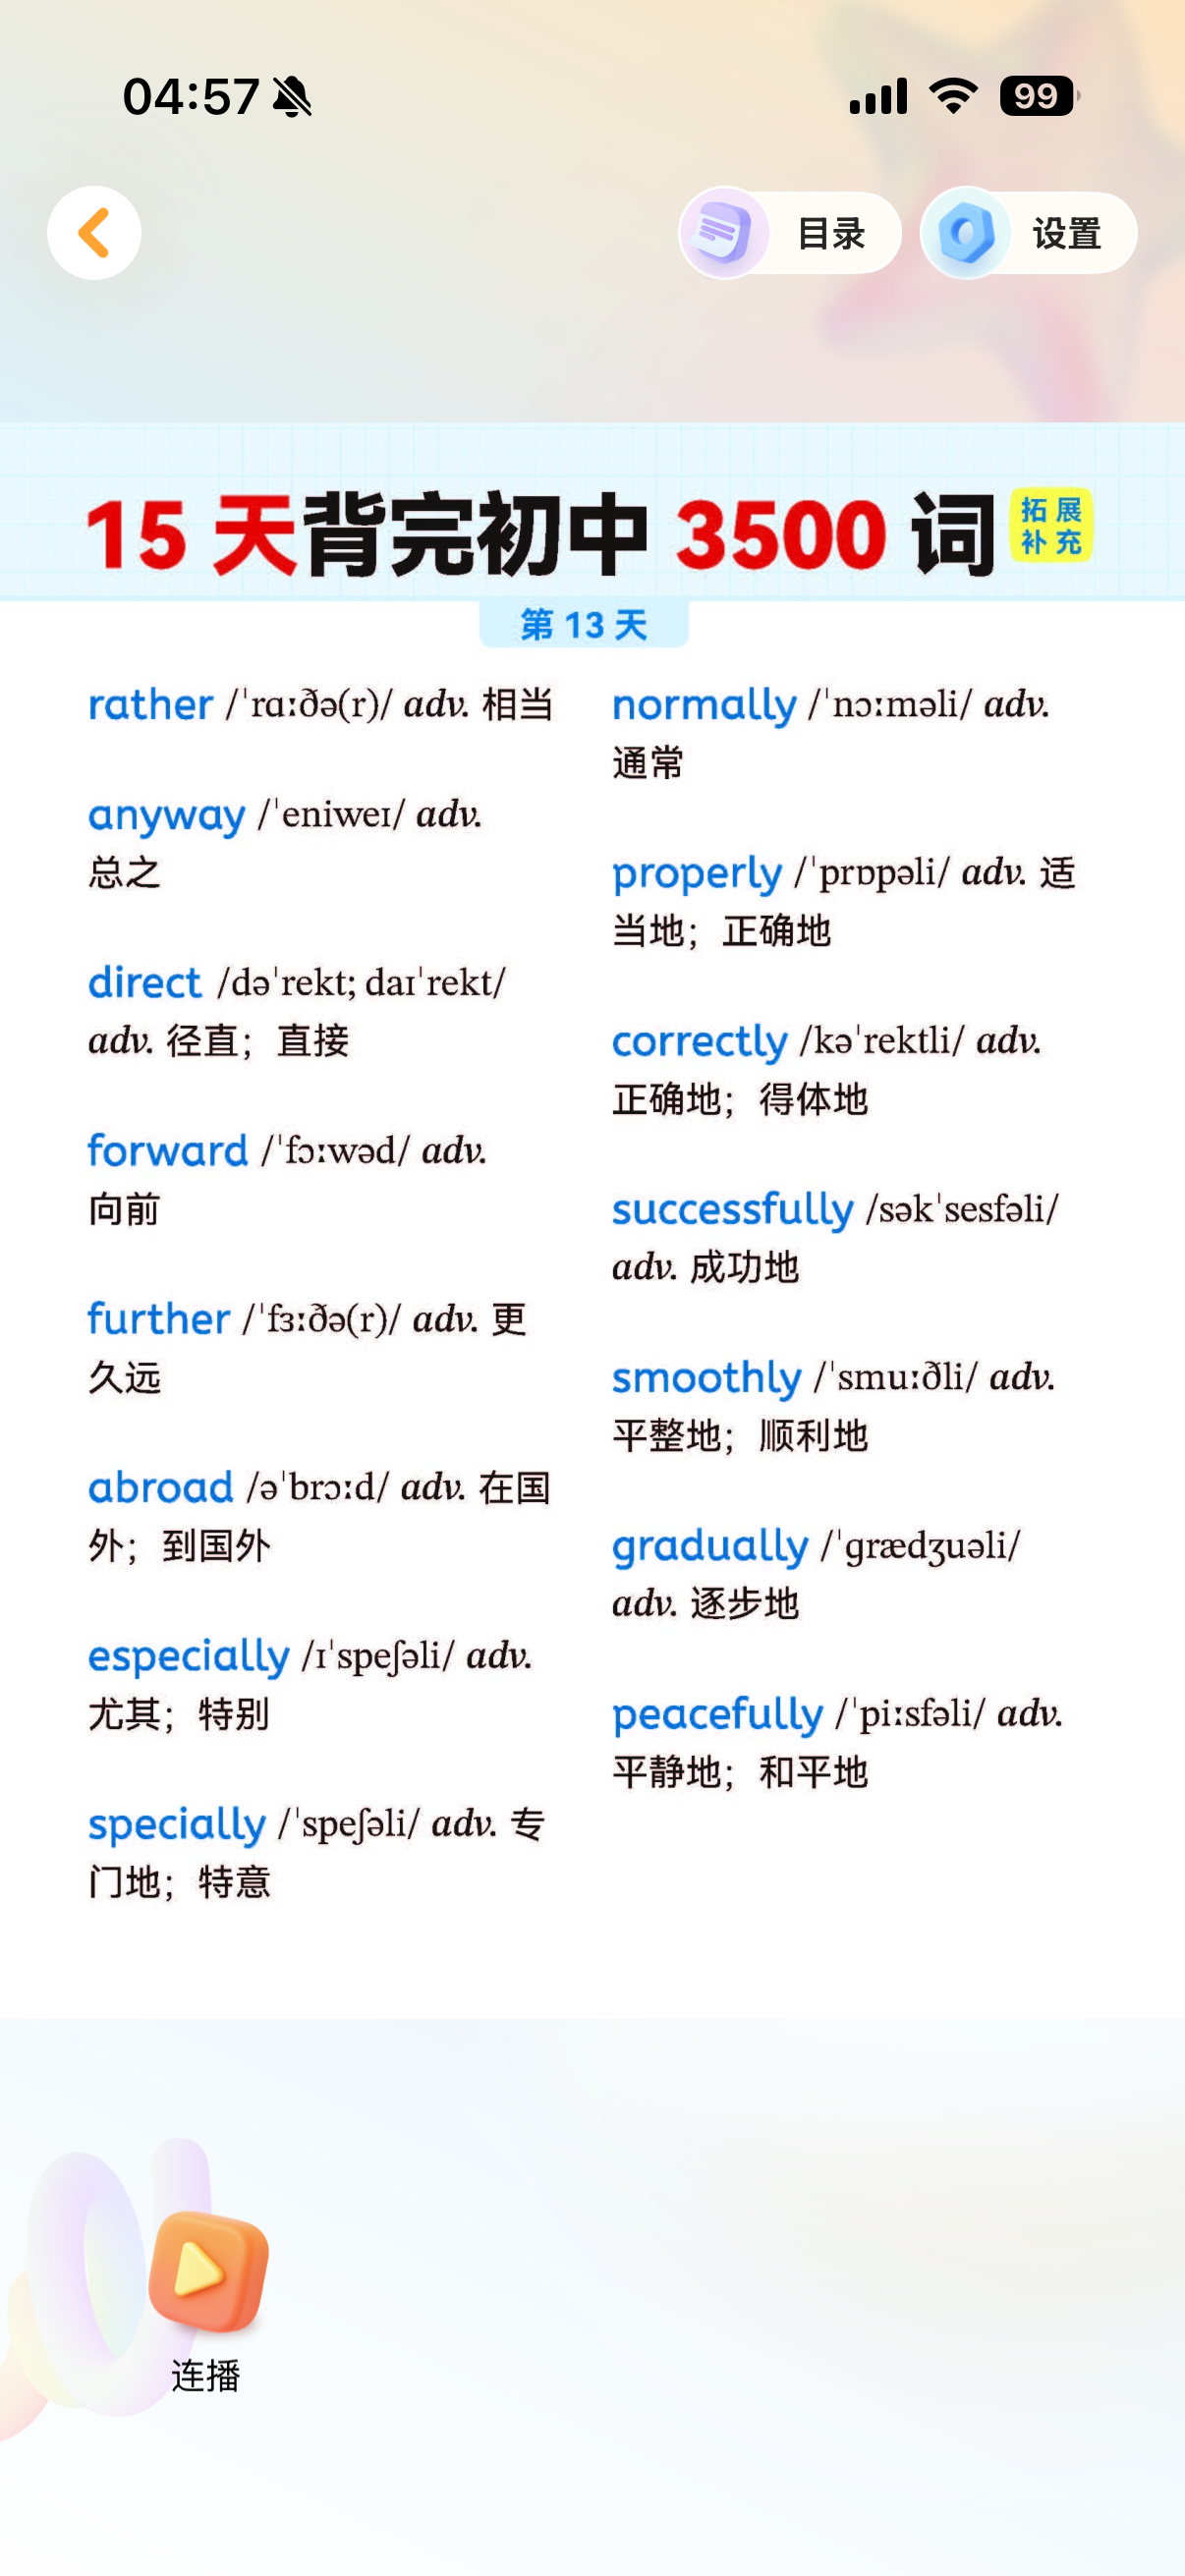 04:57
99
目录
设置
15 天背完初中 3500 词
拓展
补充
第 13 天
rather /ˈrɑːðə(r)/ adv. 相当
anyway /ˈeniweɪ/ adv.
总之
direct /dəˈrekt; daɪˈrekt/
adv. 径直；直接
forward /ˈfɔːwəd/ adv.
向前
further /ˈfɜːðə(r)/ adv. 更
久远
abroad /əˈbrɔːd/ adv. 在国
外；到国外
especially /ɪˈspeʃəli/ adv.
尤其；特别
specially /ˈspeʃəli/ adv. 专
门地；特意
normally /ˈnɔːməli/ adv.
通常
properly /ˈprɒpəli/ adv. 适
当地；正确地
correctly /kəˈrektli/ adv.
正确地；得体地
successfully /səkˈsesfəli/
adv. 成功地
smoothly /ˈsmuːðli/ adv.
平整地；顺利地
gradually /ˈɡrædʒuəli/
adv. 逐步地
peacefully /ˈpiːsfəli/ adv.
平静地；和平地
连播